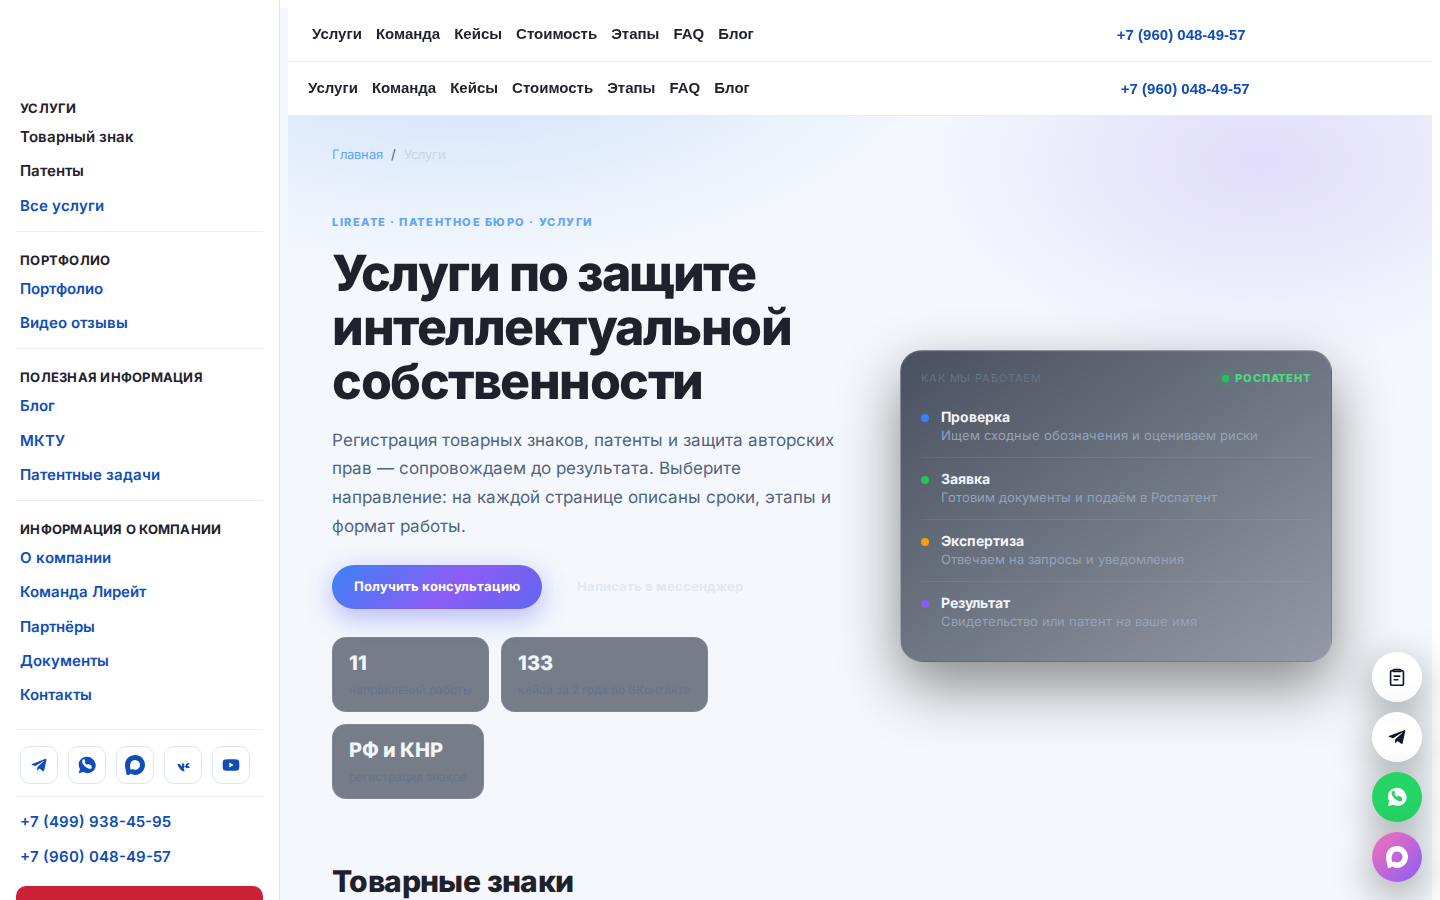 УСЛУГИ
Товарный знак
Патенты
Все услуги
ПОРТФОЛИО
Портфолио
Видео отзывы
ПОЛЕЗНАЯ ИНФОРМАЦИЯ
Блог
МКТУ
Патентные задачи
ИНФОРМАЦИЯ О КОМПАНИИ
О компании
Команда Лирейт
Партнёры
Документы
Контакты
+7 (499) 938-45-95
+7 (960) 048-49-57
Услуги Команда Кейсы Стоимость Этапы FAQ Блог +7 (960) 048-49-57
Услуги Команда Кейсы Стоимость Этапы FAQ Блог +7 (960) 048-49-57
Главная / Услуги
LIREATE · ПАТЕНТНОЕ БЮРО · УСЛУГИ
Услуги по защите
интеллектуальной
собственности
Регистрация товарных знаков, патенты и защита авторских
прав — сопровождаем до результата. Выберите
направление: на каждой странице описаны сроки, этапы и
формат работы.
Получить консультацию Написать в мессенджер
11
направлений работы
133
кейса за 2 года во ВКонтакте
РФ и КНР
регистрация знаков
КАК МЫ РАБОТАЕМ РОСПАТЕНТ
Проверка
Ищем сходные обозначения и оцениваем риски
Заявка
Готовим документы и подаём в Роспатент
Экспертиза
Отвечаем на запросы и уведомления
Результат
Свидетельство или патент на ваше имя
Товарные знаки